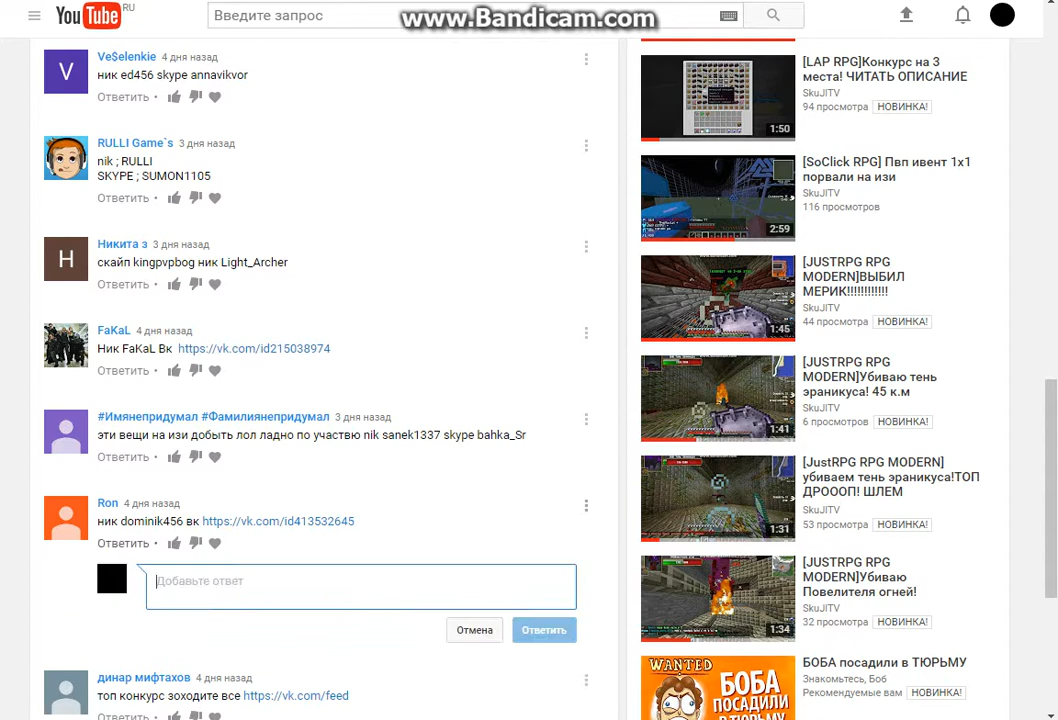 You Tube RU
Введите запрос
www.Bandicam.com
Ve$elenkie 4 дня назад
ник ed456 skype annavikvor
Ответить •
RULLI Game`s 3 дня назад
nik ; RULLI
SKYPE ; SUMON1105
Ответить •
Никита з 3 дня назад
скайп kingpvpbog ник Light_Archer
Ответить •
FaKaL 4 дня назад
Ник FaKaL Вк https://vk.com/id215038974
Ответить •
#Имянепридумал #Фамилиянепридумал 3 дня назад
эти вещи на изи добыть лол ладно по участвю nik sanek1337 skype bahka_Sr
Ответить •
Ron 4 дня назад
ник dominik456 вк https://vk.com/id413532645
Ответить •
Добавьте ответ
Отмена
Ответить
динар мифтахов 4 дня назад
топ конкурс зоходите все https://vk.com/feed
Ответить •
[LAP RPG]Конкурс на 3
места! ЧИТАТЬ ОПИСАНИЕ
SkuJITV
94 просмотра НОВИНКА!
1:50
[SoClick RPG] Пвп ивент 1x1
порвали на изи
SkuJITV
116 просмотров
2:59
[JUSTRPG RPG
MODERN]ВЫБИЛ
МЕРИК!!!!!!!!!!!!
SkuJITV
44 просмотра НОВИНКА!
1:45
[JUSTRPG RPG
MODERN]Убиваю тень
эраникуса! 45 к.м
SkuJITV
6 просмотров НОВИНКА!
1:41
[JustRPG RPG MODERN]
убиваем тень эраникуса!ТОП
ДРОООП! ШЛЕМ
SkuJITV
53 просмотра НОВИНКА!
1:31
[JUSTRPG RPG
MODERN]Убиваю
Повелителя огней!
SkuJITV
32 просмотра НОВИНКА!
1:34
WANTED
БОБА
ПОСАДИЛИ
В ТЮРЬМУ
БОБА посадили в ТЮРЬМУ
Знакомьтесь, Боб
Рекомендуемые вам НОВИНКА!